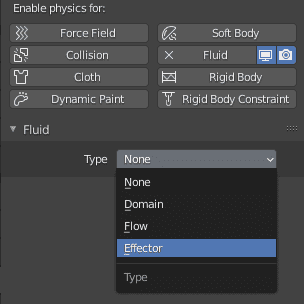 Enable physics for:
Force Field
Soft Body
Collision
Fluid
Cloth
Rigid Body
Dynamic Paint
Rigid Body Constraint
Fluid
Type None
None
Domain
Flow
Effector
Type